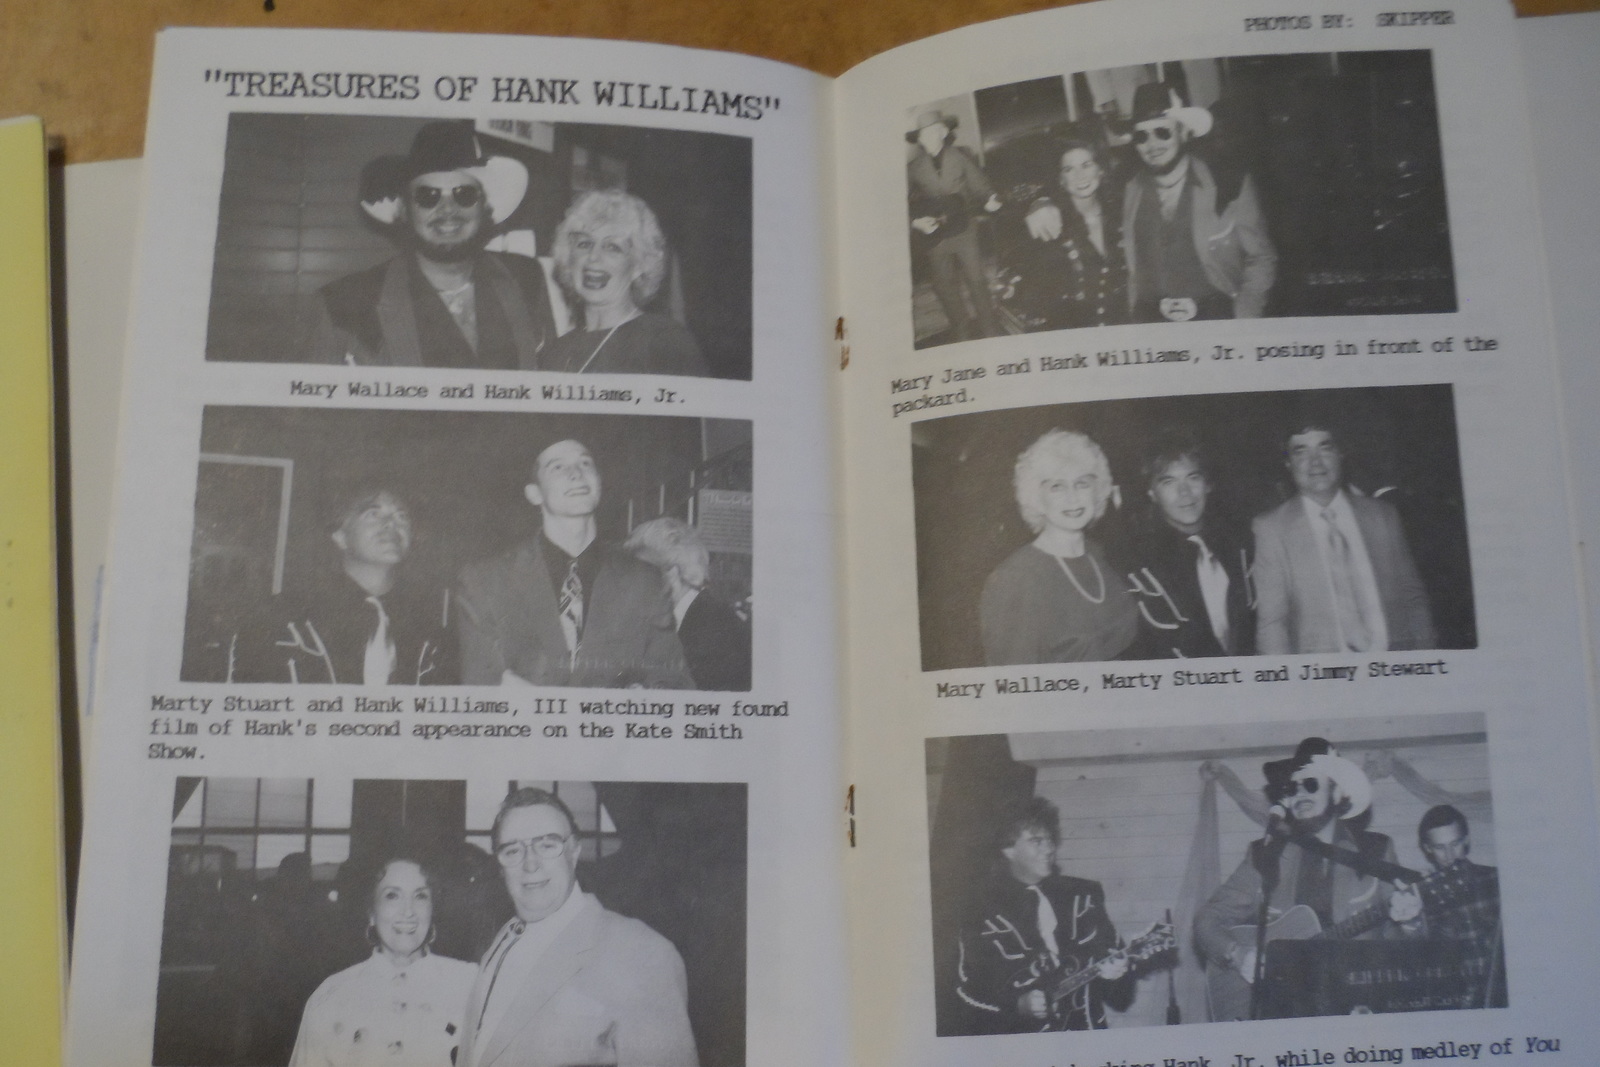 "TREASURES OF HANK WILLIAMS"
Mary Wallace and Hank Williams, Jr.
Marty Stuart and Hank Williams, III watching new found
film of Hank's second appearance on the Kate Smith
Show.
PHOTOS BY: SKIPPER
Mary Jane and Hank Williams, Jr. posing in front of the
packard.
Mary Wallace, Marty Stuart and Jimmy Stewart
Hank, Jr. while doing medley of You